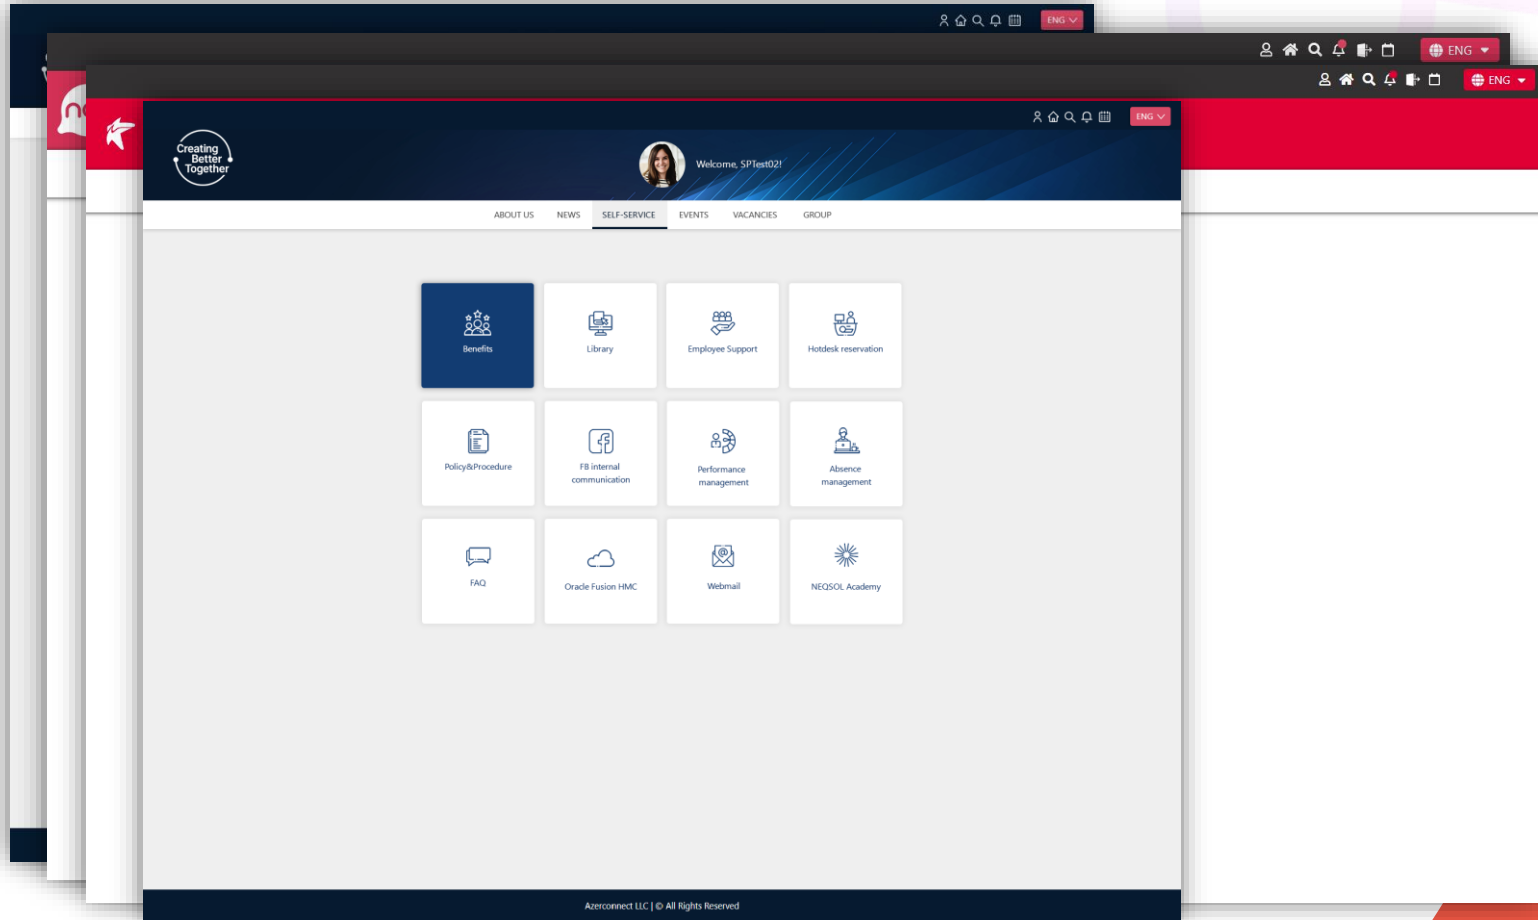 ENG
ENG
ENG
ENG
Creating
Better
Together
Welcome, SPTest02!
ABOUT US NEWS SELF-SERVICE EVENTS VACANCIES GROUP
Benefits
Library
Employee Support
Hotdesk reservation
Policy&Procedure
FB internal
communication
Performance
management
Absence
management
FAQ
Oracle Fusion HMC
Webmail
NEQSOL Academy
Azerconnect LLC | © All Rights Reserved